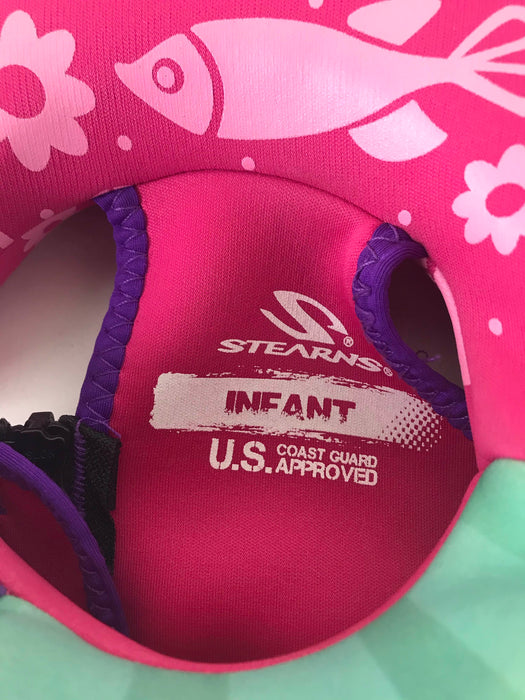 STEARNS®
INFANT
U.S. COAST GUARD
APPROVED